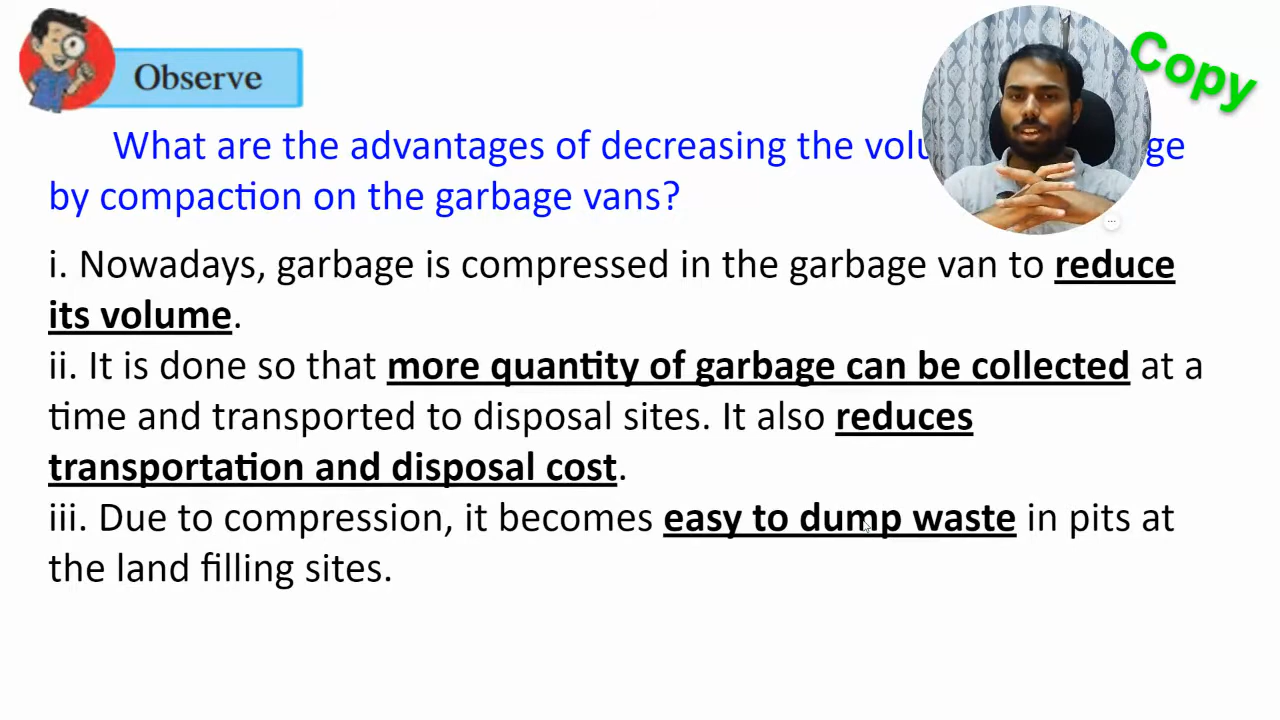 Observe
Copy
What are the advantages of decreasing the ge
by compaction on the garbage vans?
i. Nowadays, garbage is compressed in the garbage van to reduce
its volume.
ii. It is done so that more quantity of garbage can be collected at a
time and transported to disposal sites. It also reduces
transportation and disposal cost.
iii. Due to compression, it becomes easy to dump waste in pits at
the land filling sites.